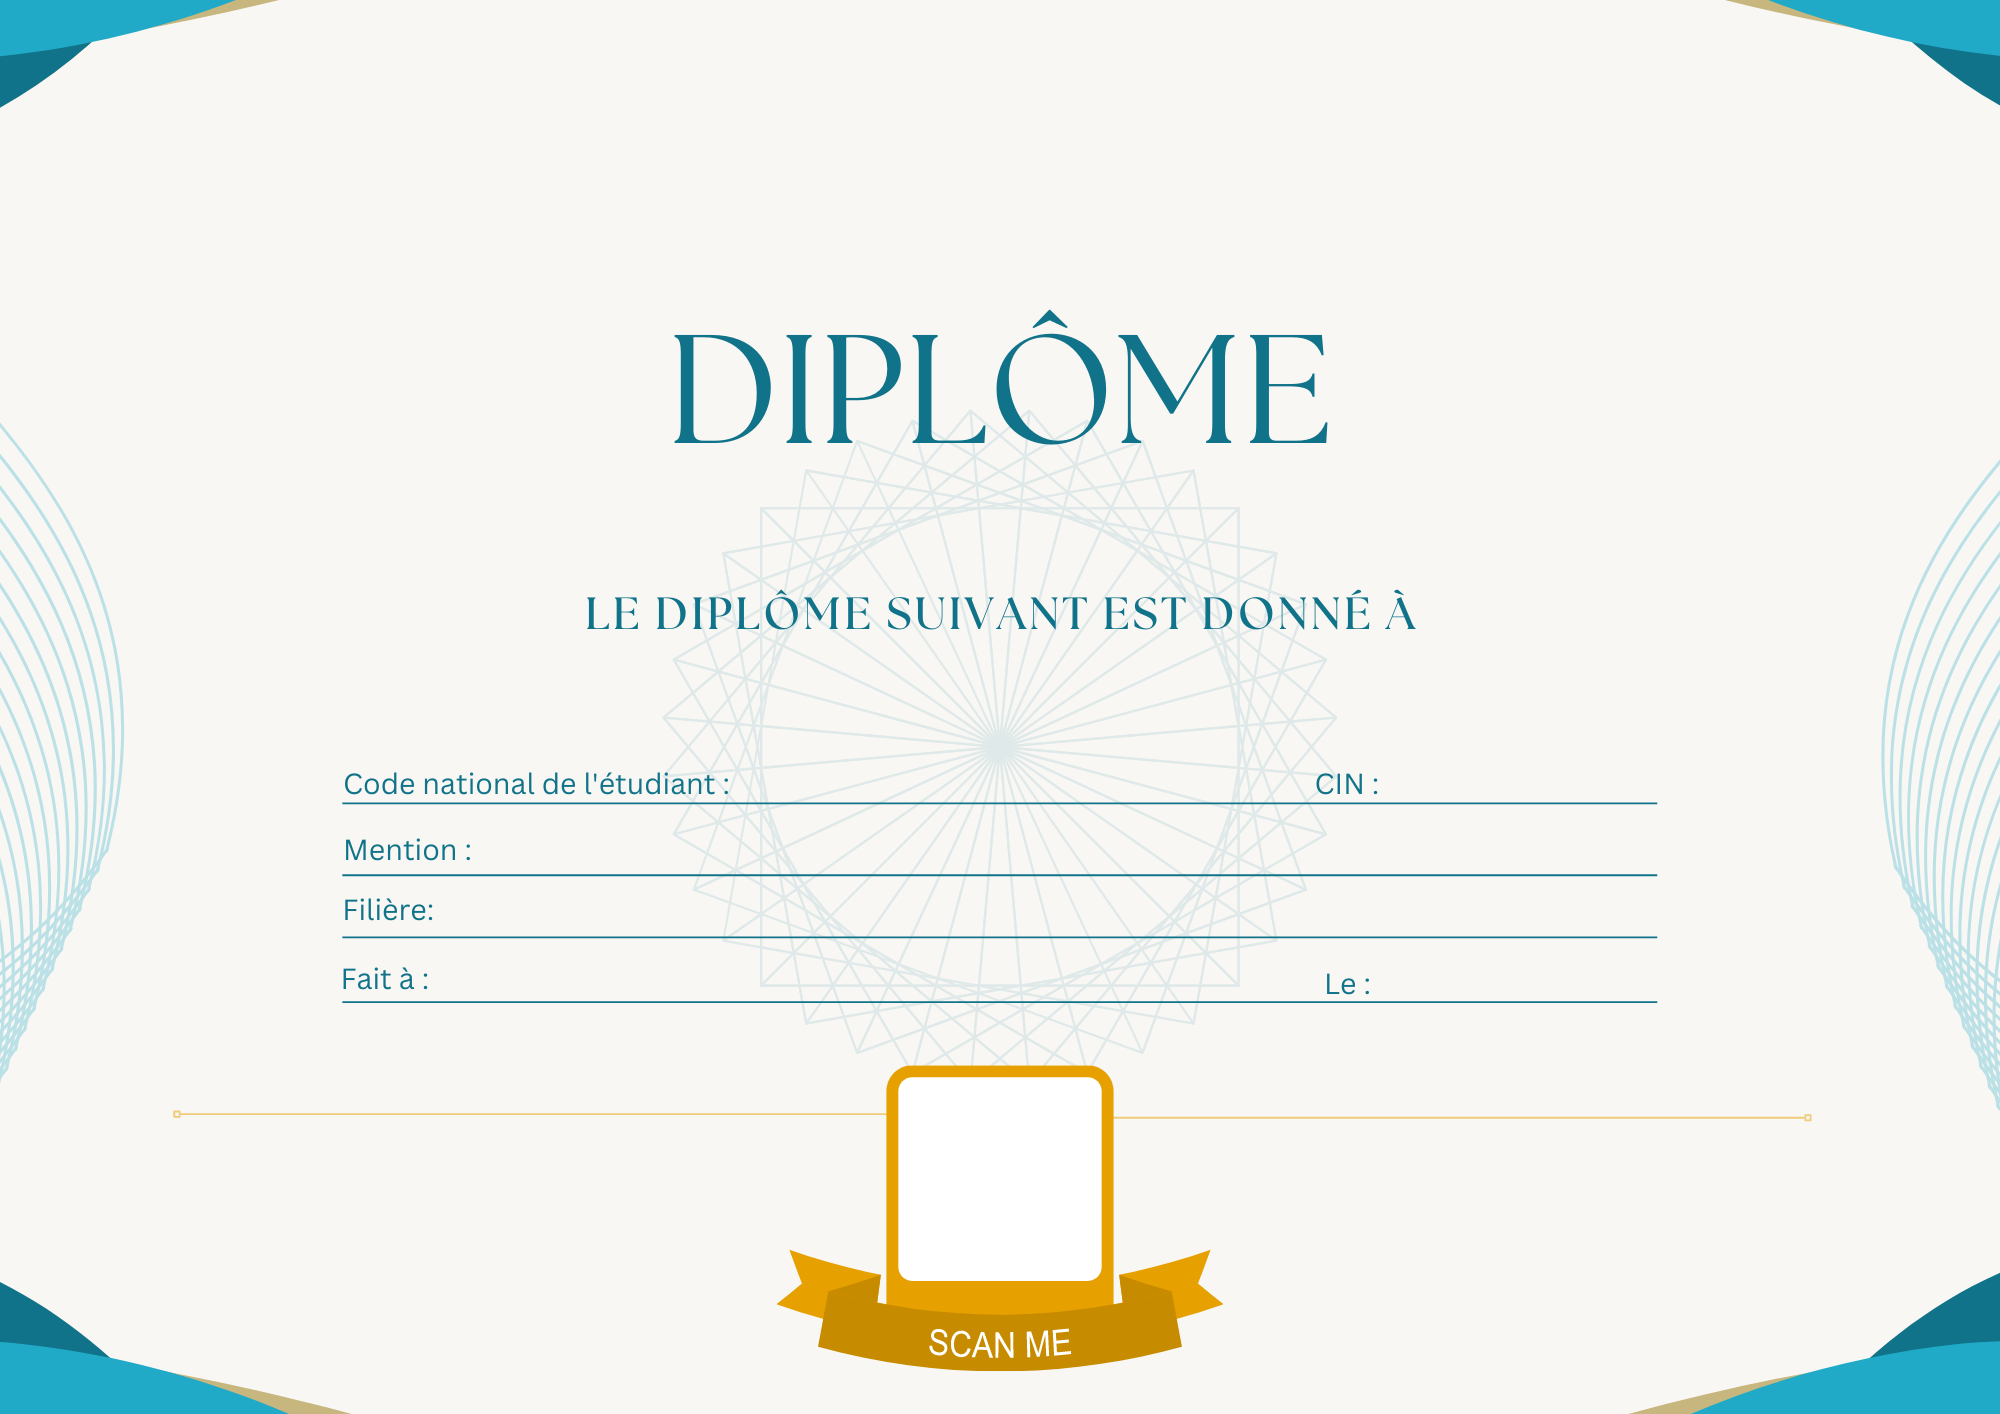 DIPLÔME
LE DIPLÔME SUIVANT EST DONNÉ À
Code national de l'étudiant : CIN :
Mention :
Filière:
Fait à : Le :
SCAN ME